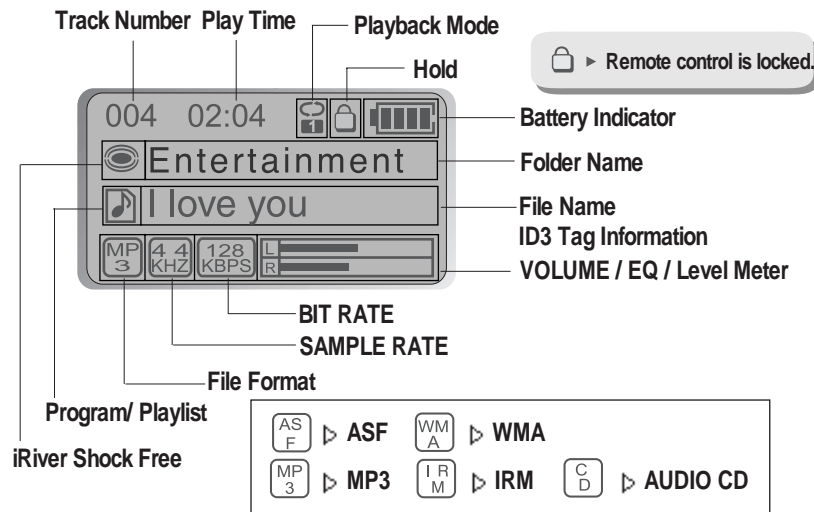 Track Number Play Time Playback Mode
Hold
Remote control is locked.
004 02:04 1
Battery Indicator
Entertainment
Folder Name
I love you
File Name
ID3 Tag Information
MP 3
4 4 KHZ
128 KBPS
L
R
VOLUME / EQ / Level Meter
BIT RATE
SAMPLE RATE
File Format
Program/ Playlist
iRiver Shock Free
AS F ASF WM A WMA
MP 3 MP3 I R M IRM C D AUDIO CD